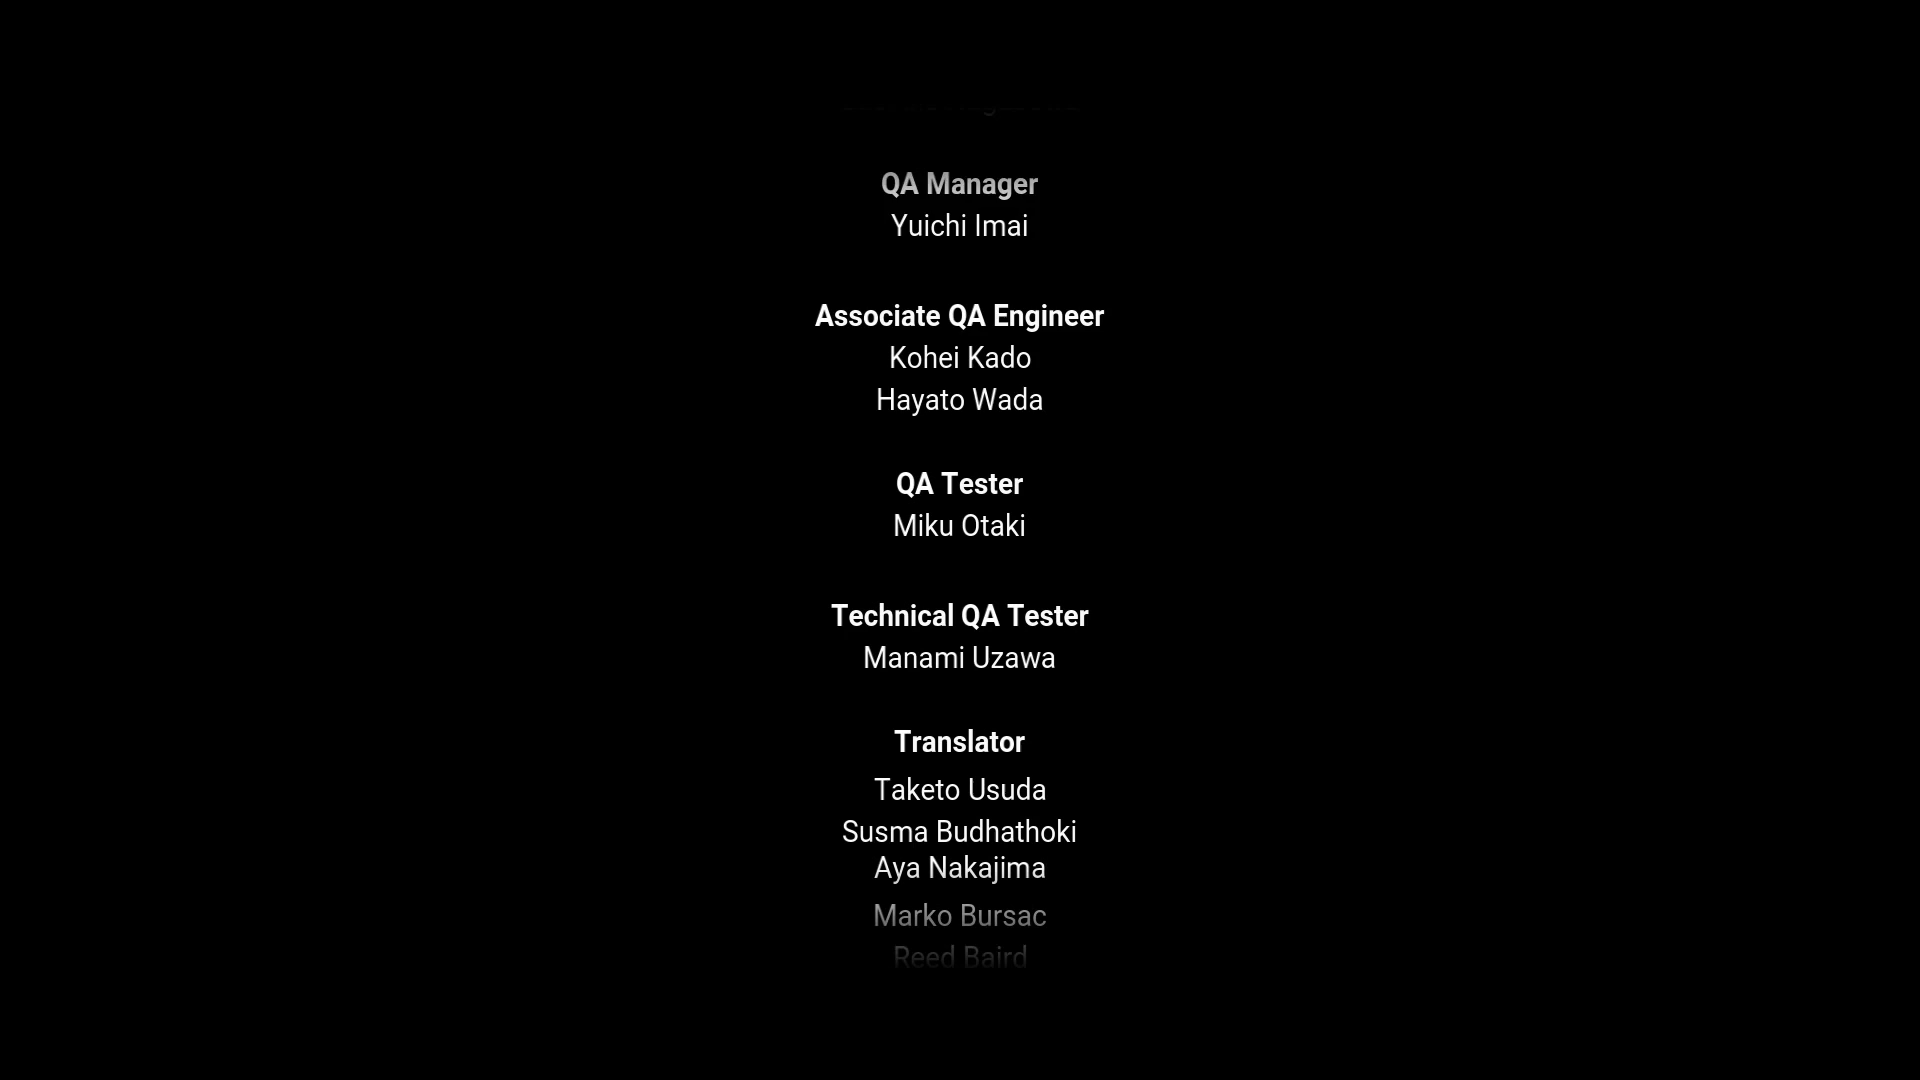 QA Manager
Yuichi Imai
Associate QA Engineer
Kohei Kado
Hayato Wada
QA Tester
Miku Otaki
Technical QA Tester
Manami Uzawa
Translator
Taketo Usuda
Susma Budhathoki
Aya Nakajima
Marko Bursac
Reed Baird